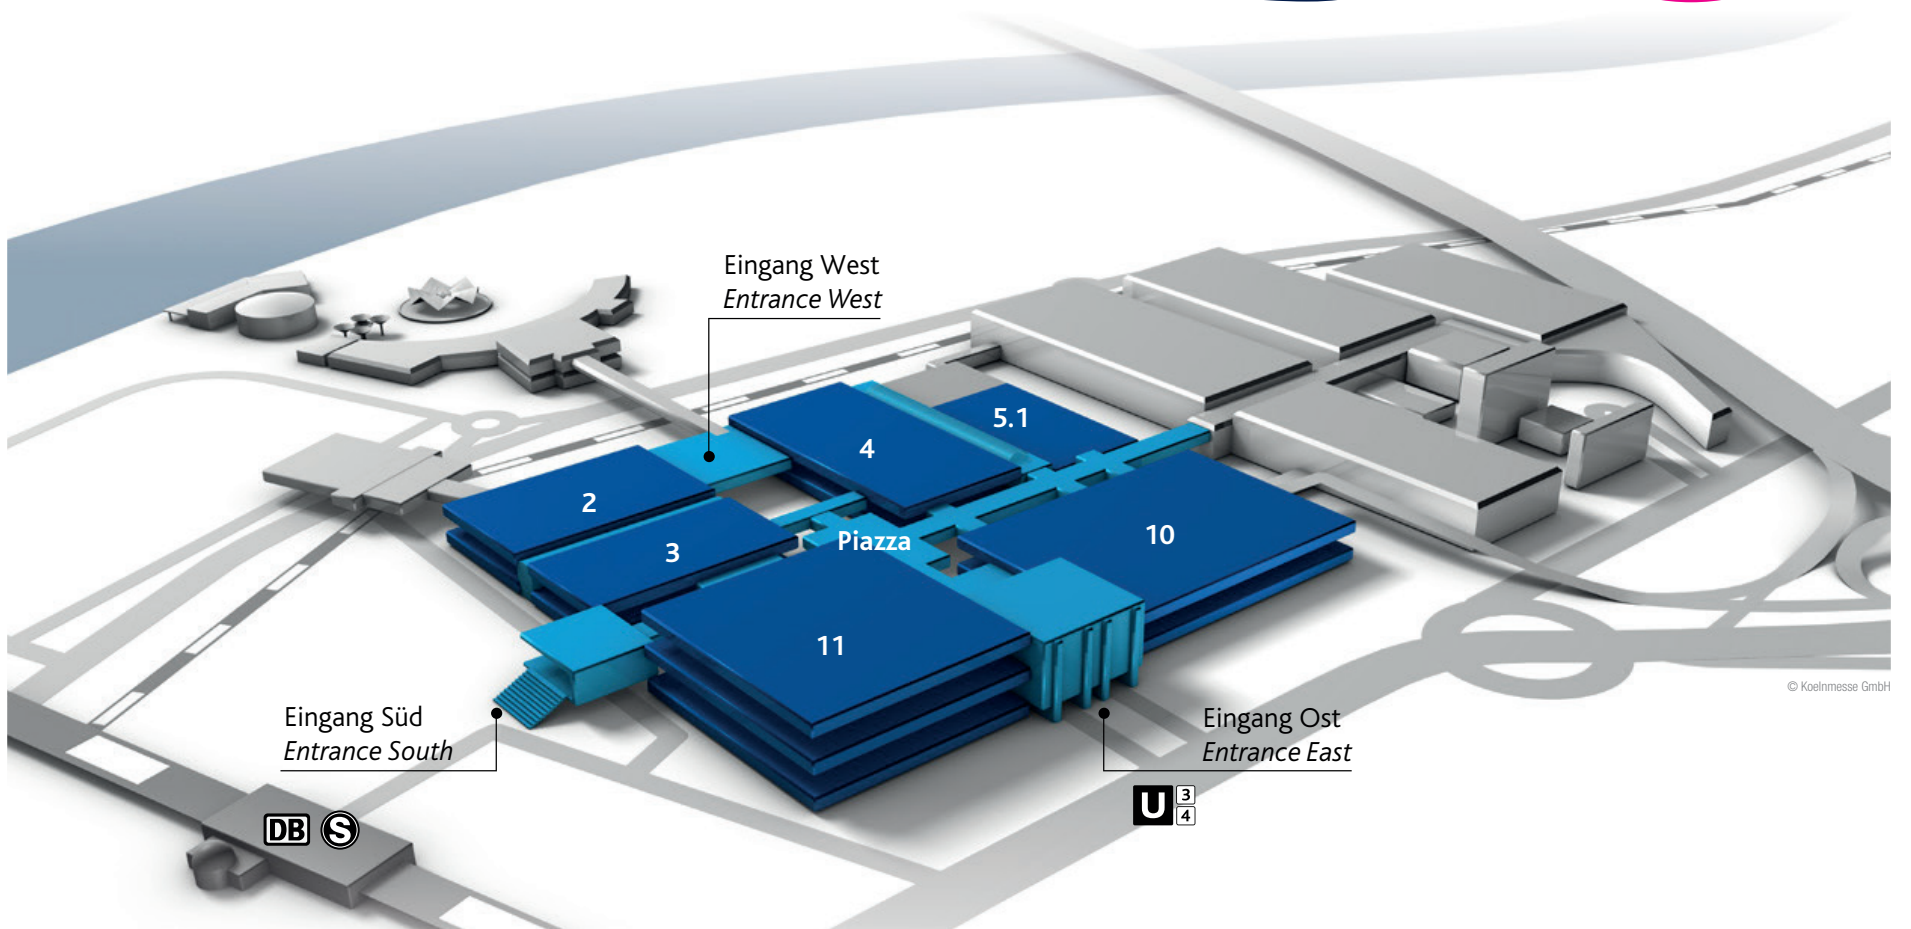 Eingang West
Entrance West
5.1
4
2
10
Piazza
3
11
© Koelnmesse GmbH
Eingang Süd
Entrance South
Eingang Ost
Entrance East
U 3
4
DB S